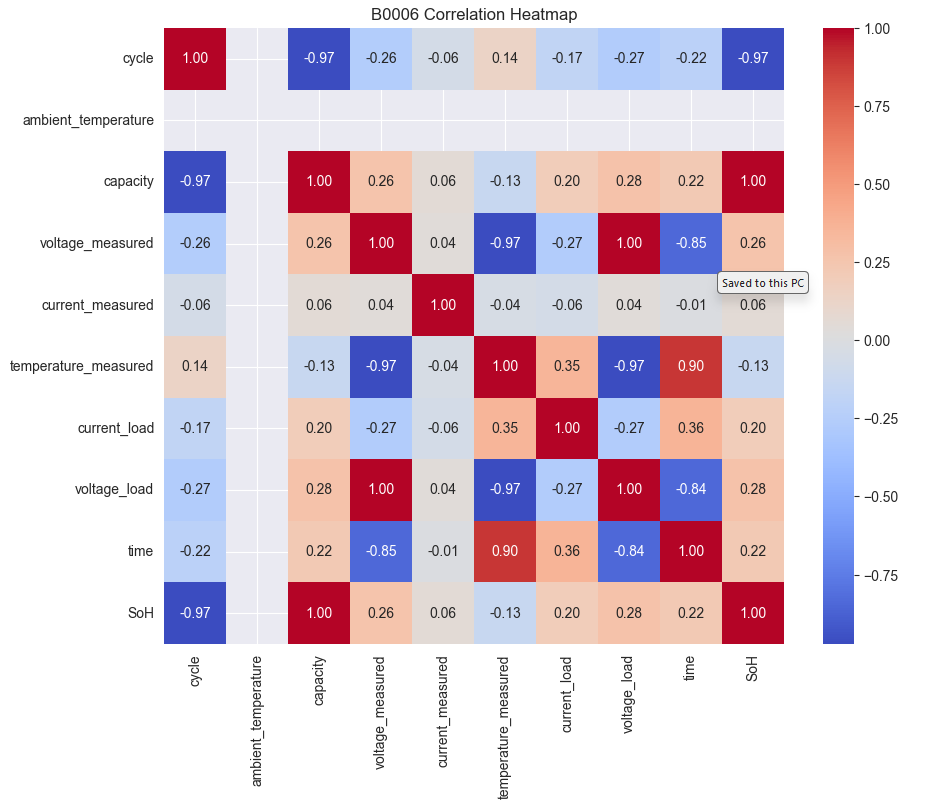 B0006 Correlation Heatmap
cycle 1.00 -0.97 -0.26 -0.06 0.14 -0.17 -0.27 -0.22 -0.97
ambient_temperature
capacity -0.97 1.00 0.26 0.06 -0.13 0.20 0.28 0.22 1.00
voltage_measured -0.26 0.26 1.00 0.04 -0.97 -0.27 1.00 -0.85 0.26
Saved to this PC
current_measured -0.06 0.06 0.04 1.00 -0.04 -0.06 0.04 -0.01 0.06
temperature_measured 0.14 -0.13 -0.97 -0.04 1.00 0.35 -0.97 0.90 -0.13
current_load -0.17 0.20 -0.27 -0.06 0.35 1.00 -0.27 0.36 0.20
voltage_load -0.27 0.28 1.00 0.04 -0.97 -0.27 1.00 -0.84 0.28
time -0.22 0.22 -0.85 -0.01 0.90 0.36 -0.84 1.00 0.22
SoH -0.97 1.00 0.26 0.06 -0.13 0.20 0.28 0.22 1.00
cycle
ambient_temperature
capacity
voltage_measured
current_measured
temperature_measured
current_load
voltage_load
time
SoH
1.00
0.75
0.50
0.25
0.00
-0.25
-0.50
-0.75